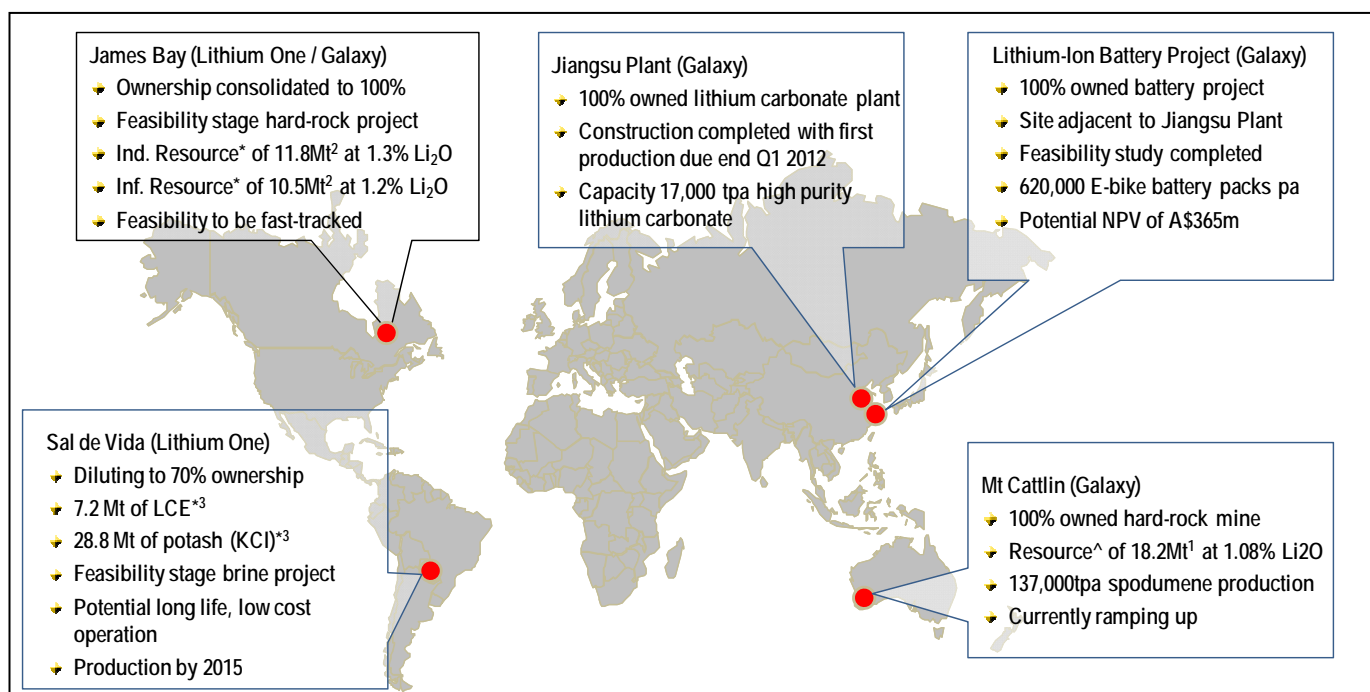 James Bay (Lithium One / Galaxy)
Ownership consolidated to 100%
Feasibility stage hard-rock project
Ind. Resource* of 11.8Mt² at 1.3% Li₂O
Inf. Resource* of 10.5Mt² at 1.2% Li₂O
Feasibility to be fast-tracked
Jiangsu Plant (Galaxy)
100% owned lithium carbonate plant
Construction completed with first
production due end Q1 2012
Capacity 17,000 tpa high purity
lithium carbonate
Lithium-Ion Battery Project (Galaxy)
100% owned battery project
Site adjacent to Jiangsu Plant
Feasibility study completed
620,000 E-bike battery packs pa
Potential NPV of A$365m
Sal de Vida (Lithium One)
Diluting to 70% ownership
7.2 Mt of LCE*³
28.8 Mt of potash (KCl)*³
Feasibility stage brine project
Potential long life, low cost
operation
Production by 2015
Mt Cattlin (Galaxy)
100% owned hard-rock mine
Resource^ of 18.2Mt¹ at 1.08% Li2O
137,000tpa spodumene production
Currently ramping up